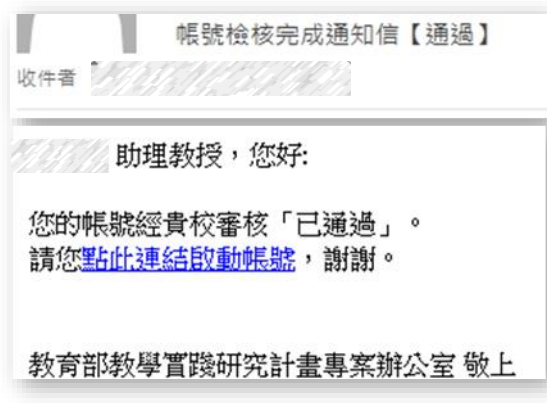 帳號檢核完成通知信【通過】
收件者
助理教授，您好:
您的帳號經貴校審核「已通過」。
請您點此連結啟動帳號，謝謝。
教育部教學實踐研究計畫專案辦公室 敬上